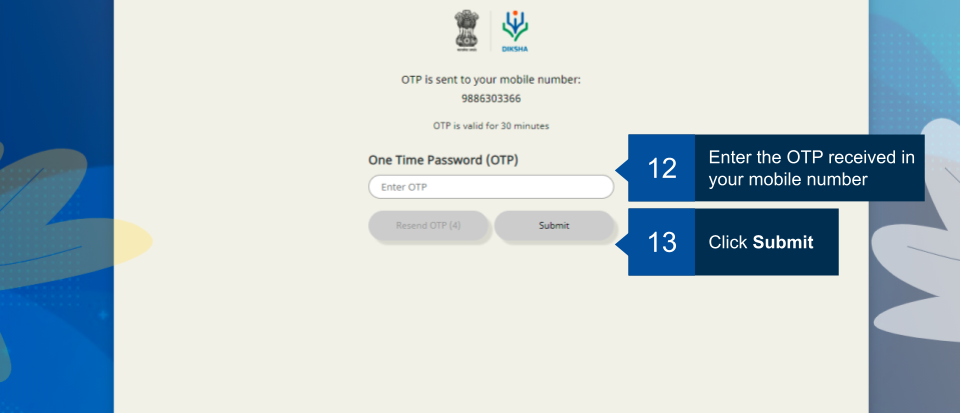 DIKSHA
OTP is sent to your mobile number:
9886303366
OTP is valid for 30 minutes
One Time Password (OTP)
Enter OTP
Resend OTP (4)
Submit
12
Enter the OTP received in
your mobile number
13
Click Submit